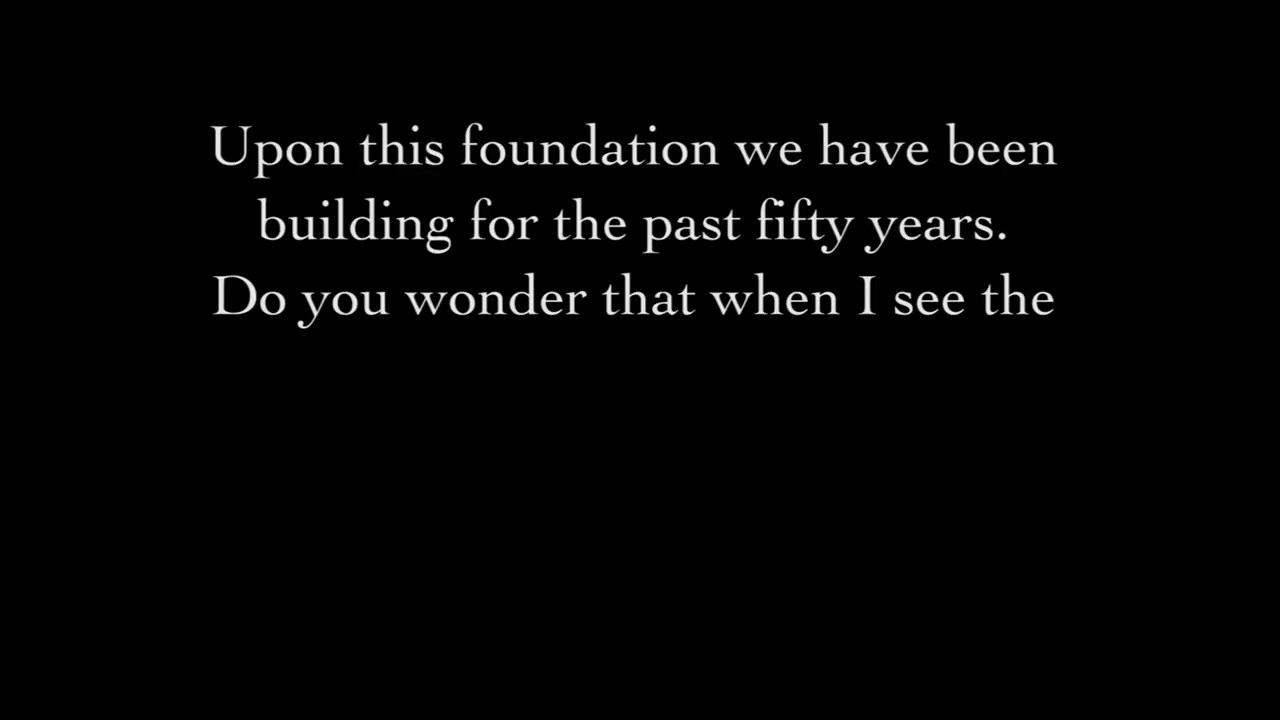 Upon this foundation we have been
building for the past fifty years.
Do you wonder that when I see the